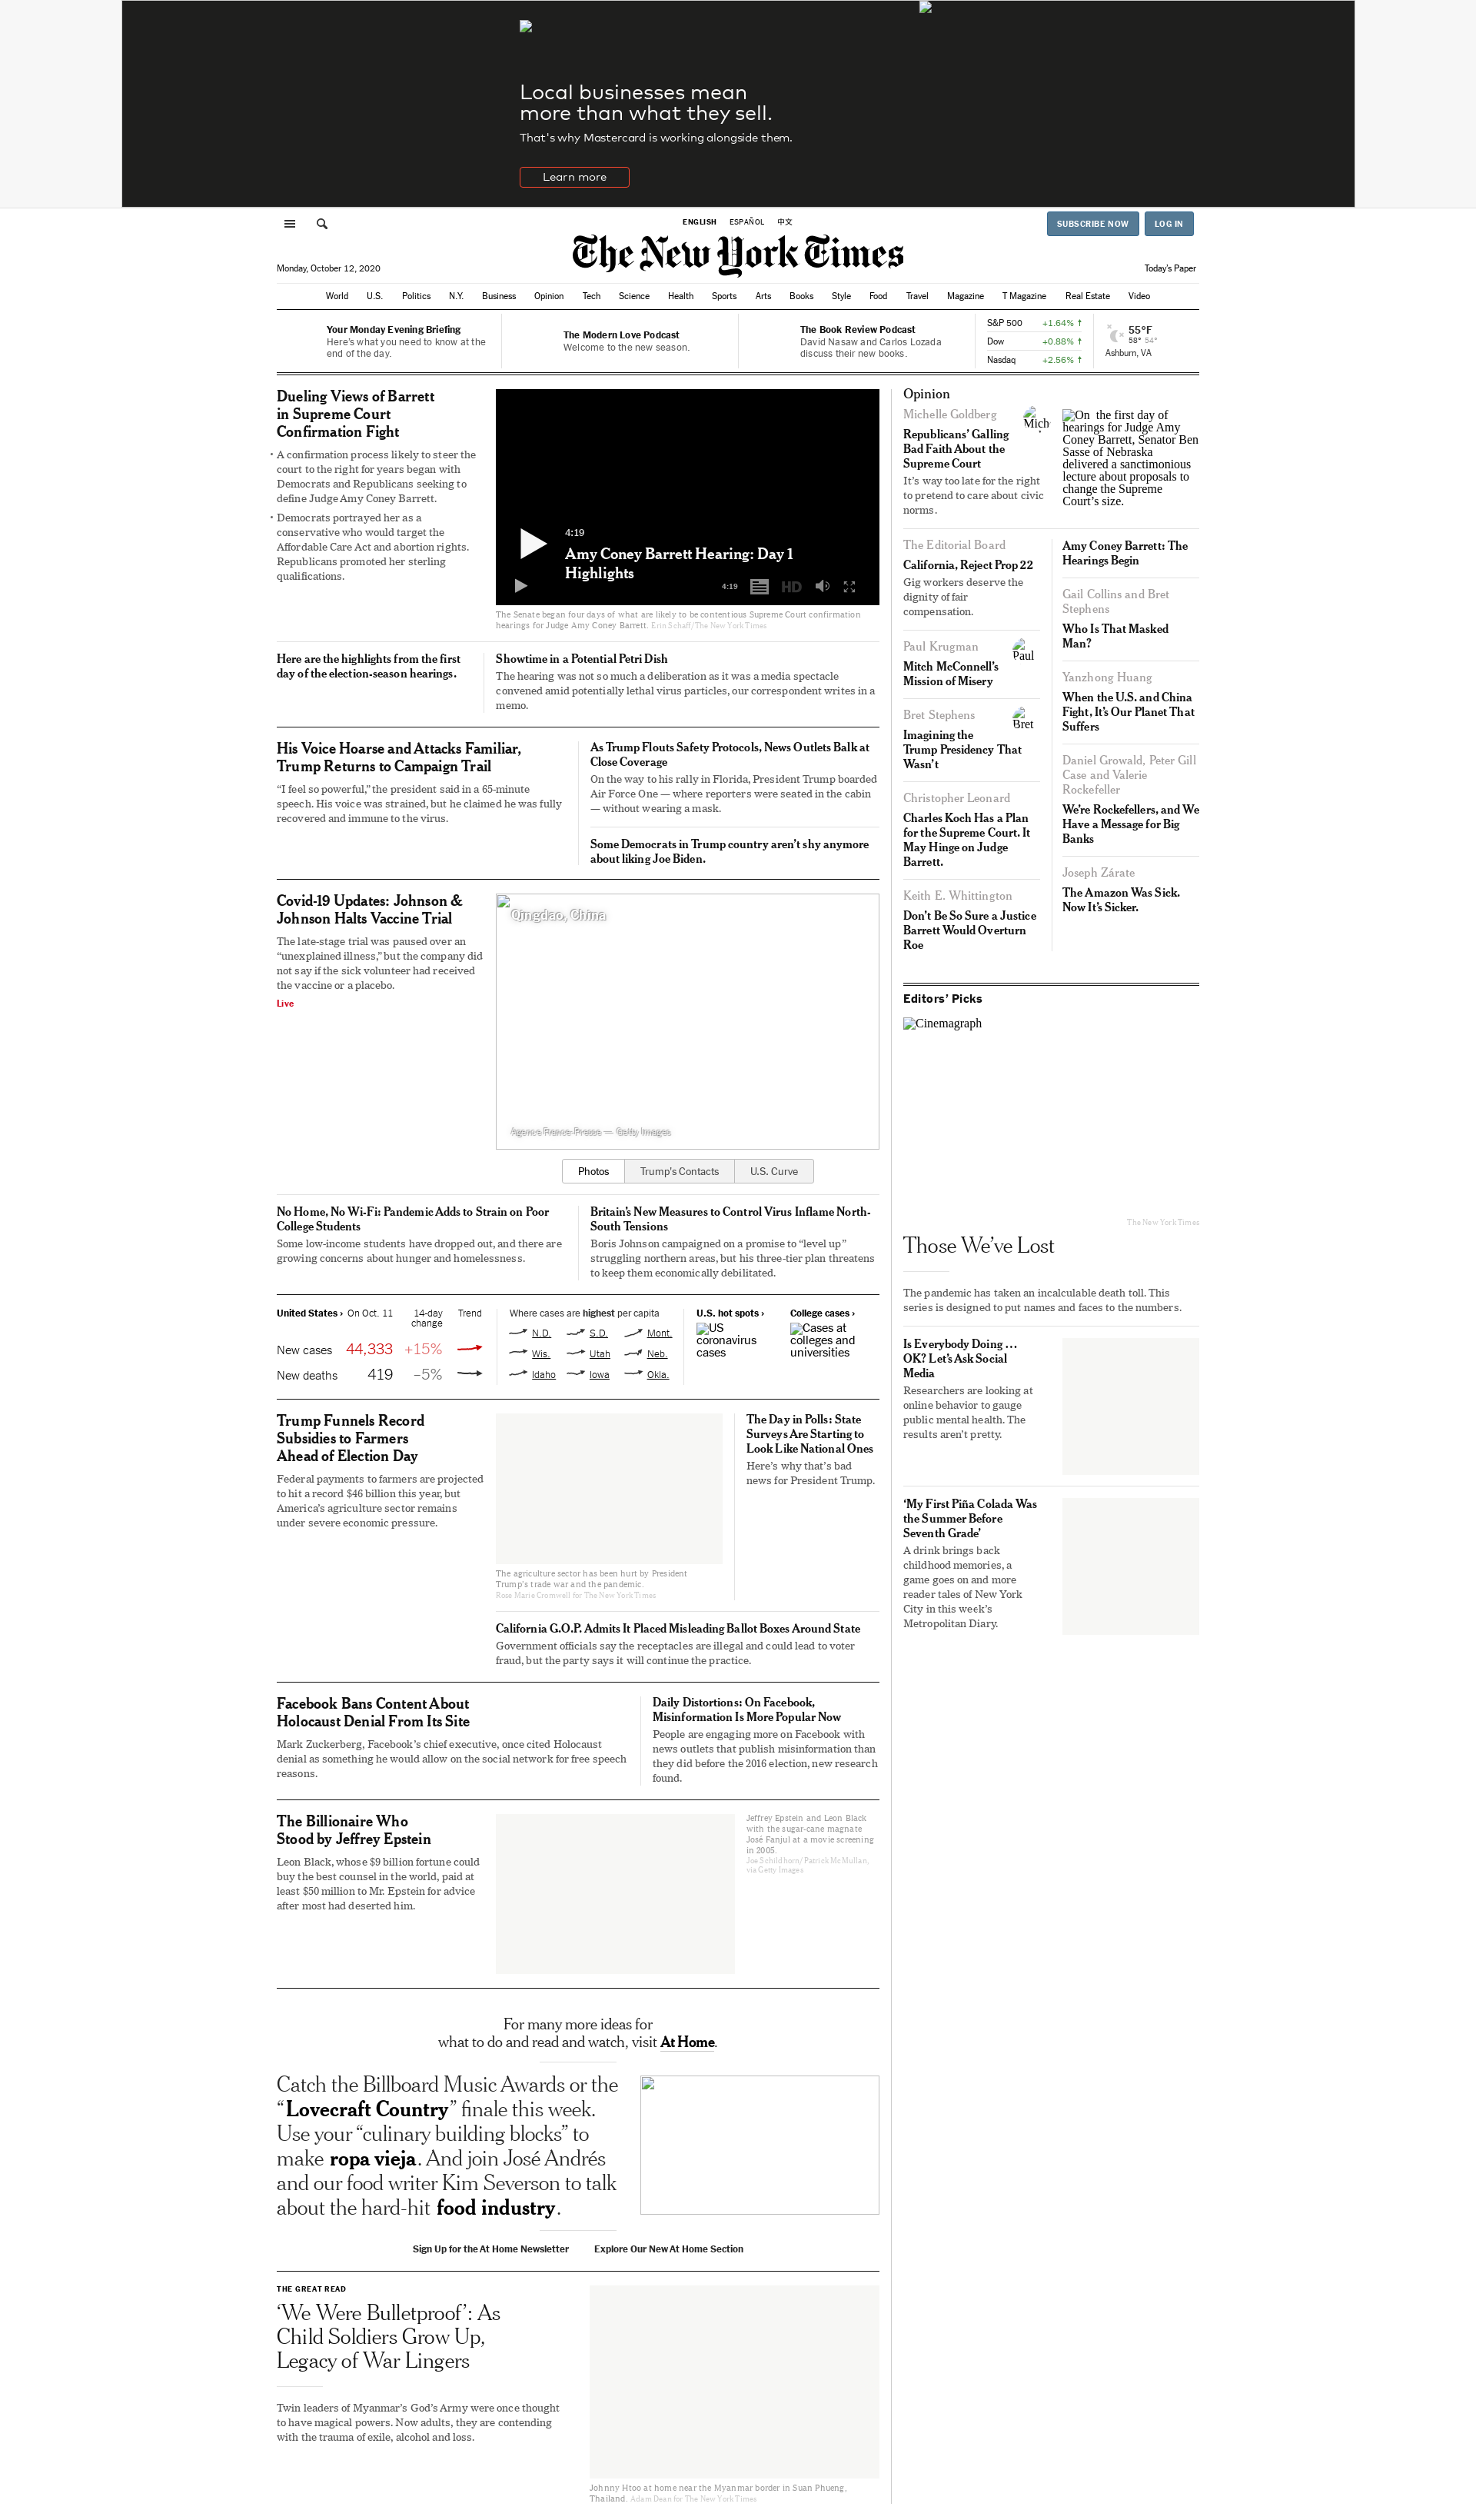 Local businesses mean
more than what they sell.
That's why Mastercard is working alongside them.
Learn more
ENGLISH ESPAÑOL 中文
SUBSCRIBE NOW LOG IN
The New York Times
Monday, October 12, 2020
Today's Paper
World U.S. Politics N.Y. Business Opinion Tech Science Health Sports Arts Books Style Food Travel Magazine T Magazine Real Estate Video
Your Monday Evening Briefing
Here's what you need to know at the
end of the day.
The Modern Love Podcast
Welcome to the new season.
The Book Review Podcast
David Nasaw and Carlos Lozada
discuss their new books.
S&P 500 +1.64% ↑
Dow +0.88% ↑
Nasdaq +2.56% ↑
55°F
58° 54°
Ashburn, VA
Dueling Views of Barrett
in Supreme Court
Confirmation Fight
• A confirmation process likely to steer the
court to the right for years began with
Democrats and Republicans seeking to
define Judge Amy Coney Barrett.
• Democrats portrayed her as a
conservative who would target the
Affordable Care Act and abortion rights.
Republicans promoted her sterling
qualifications.
4:19
Amy Coney Barrett Hearing: Day 1
Highlights
4:19 HD
The Senate began four days of what are likely to be contentious Supreme Court confirmation
hearings for Judge Amy Coney Barrett. Erin Schaff/The New York Times
Here are the highlights from the first
day of the election-season hearings.
Showtime in a Potential Petri Dish
The hearing was not so much a deliberation as it was a media spectacle
convened amid potentially lethal virus particles, our correspondent writes in a
memo.
His Voice Hoarse and Attacks Familiar,
Trump Returns to Campaign Trail
“I feel so powerful,” the president said in a 65-minute
speech. His voice was strained, but he claimed he was fully
recovered and immune to the virus.
As Trump Flouts Safety Protocols, News Outlets Balk at
Close Coverage
On the way to his rally in Florida, President Trump boarded
Air Force One — where reporters were seated in the cabin
— without wearing a mask.
Some Democrats in Trump country aren’t shy anymore
about liking Joe Biden.
Covid-19 Updates: Johnson &
Johnson Halts Vaccine Trial
The late-stage trial was paused over an
“unexplained illness,” but the company did
not say if the sick volunteer had received
the vaccine or a placebo.
Live
Qingdao, China
Agence France-Presse — Getty Images
Photos Trump's Contacts U.S. Curve
No Home, No Wi-Fi: Pandemic Adds to Strain on Poor
College Students
Some low-income students have dropped out, and there are
growing concerns about hunger and homelessness.
Britain’s New Measures to Control Virus Inflame North-
South Tensions
Boris Johnson campaigned on a promise to “level up”
struggling northern areas, but his three-tier plan threatens
to keep them economically debilitated.
United States › On Oct. 11 14-day
change Trend
New cases 44,333 +15%
New deaths 419 –5%
Where cases are highest per capita
N.D. S.D. Mont.
Wis. Utah Neb.
Idaho Iowa Okla.
U.S. hot spots ›
US
coronavirus
cases
College cases ›
Cases at
colleges and
universities
Trump Funnels Record
Subsidies to Farmers
Ahead of Election Day
Federal payments to farmers are projected
to hit a record $46 billion this year, but
America’s agriculture sector remains
under severe economic pressure.
The agriculture sector has been hurt by President
Trump's trade war and the pandemic.
Rose Marie Cromwell for The New York Times
The Day in Polls: State
Surveys Are Starting to
Look Like National Ones
Here’s why that’s bad
news for President Trump.
California G.O.P. Admits It Placed Misleading Ballot Boxes Around State
Government officials say the receptacles are illegal and could lead to voter
fraud, but the party says it will continue the practice.
Facebook Bans Content About
Holocaust Denial From Its Site
Mark Zuckerberg, Facebook’s chief executive, once cited Holocaust
denial as something he would allow on the social network for free speech
reasons.
Daily Distortions: On Facebook,
Misinformation Is More Popular Now
People are engaging more on Facebook with
news outlets that publish misinformation than
they did before the 2016 election, new research
found.
The Billionaire Who
Stood by Jeffrey Epstein
Leon Black, whose $9 billion fortune could
buy the best counsel in the world, paid at
least $50 million to Mr. Epstein for advice
after most had deserted him.
Jeffrey Epstein and Leon Black
with the sugar-cane magnate
José Fanjul at a movie screening
in 2005.
Joe Schildhorn/Patrick McMullan,
via Getty Images
For many more ideas for
what to do and read and watch, visit At Home.
Catch the Billboard Music Awards or the
“Lovecraft Country” finale this week.
Use your “culinary building blocks” to
make ropa vieja. And join José Andrés
and our food writer Kim Severson to talk
about the hard-hit food industry.
Sign Up for the At Home Newsletter Explore Our New At Home Section
THE GREAT READ
‘We Were Bulletproof’: As
Child Soldiers Grow Up,
Legacy of War Lingers
Twin leaders of Myanmar’s God’s Army were once thought
to have magical powers. Now adults, they are contending
with the trauma of exile, alcohol and loss.
Johnny Htoo at home near the Myanmar border in Suan Phueng,
Thailand. Adam Dean for The New York Times
Opinion
Michelle Goldberg
Mich
Republicans’ Galling
Bad Faith About the
Supreme Court
It’s way too late for the right
to pretend to care about civic
norms.
On the first day of
hearings for Judge Amy
Coney Barrett, Senator Ben
Sasse of Nebraska
delivered a sanctimonious
lecture about proposals to
change the Supreme
Court’s size.
The Editorial Board
California, Reject Prop 22
Gig workers deserve the
dignity of fair
compensation.
Paul Krugman
Paul
Mitch McConnell’s
Mission of Misery
Bret Stephens
Bret
Imagining the
Trump Presidency That
Wasn’t
Christopher Leonard
Charles Koch Has a Plan
for the Supreme Court. It
May Hinge on Judge
Barrett.
Keith E. Whittington
Don’t Be So Sure a Justice
Barrett Would Overturn
Roe
Amy Coney Barrett: The
Hearings Begin
Gail Collins and Bret
Stephens
Who Is That Masked
Man?
Yanzhong Huang
When the U.S. and China
Fight, It’s Our Planet That
Suffers
Daniel Growald, Peter Gill
Case and Valerie
Rockefeller
We’re Rockefellers, and We
Have a Message for Big
Banks
Joseph Zárate
The Amazon Was Sick.
Now It’s Sicker.
Editors’ Picks
Cinemagraph
The New York Times
Those We’ve Lost
The pandemic has taken an incalculable death toll. This
series is designed to put names and faces to the numbers.
Is Everybody Doing …
OK? Let’s Ask Social
Media
Researchers are looking at
online behavior to gauge
public mental health. The
results aren’t pretty.
‘My First Piña Colada Was
the Summer Before
Seventh Grade’
A drink brings back
childhood memories, a
game goes on and more
reader tales of New York
City in this week’s
Metropolitan Diary.